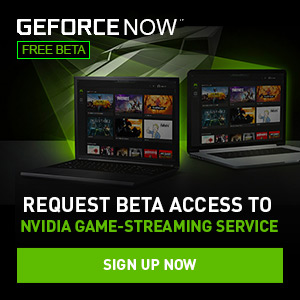 GEFORCE NOW™
FREE BETA
REQUEST BETA ACCESS TO
NVIDIA GAME-STREAMING SERVICE
SIGN UP NOW